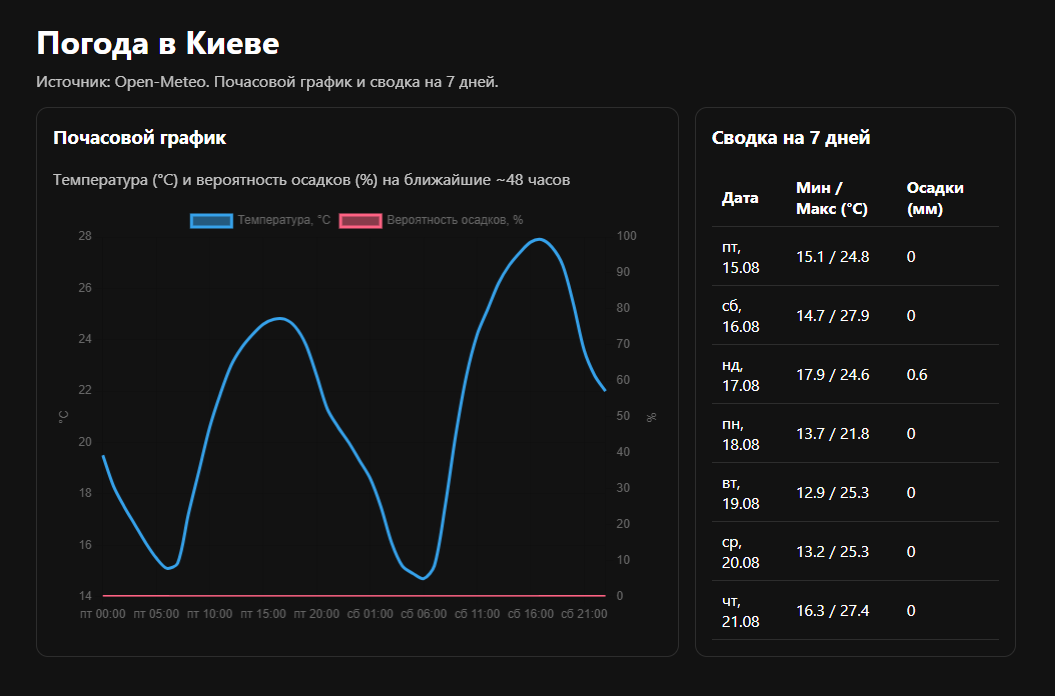 Погода в Киеве
Источник: Open-Meteo. Почасовой график и сводка на 7 дней.
Почасовой график
Температура (°C) и вероятность осадков (%) на ближайшие ~48 часов
Температура, °C
Вероятность осадков, %
28
26
24
22
20
18
16
14
°C
100
90
80
70
60
50
40
30
20
10
0
%
пт 00:00 пт 05:00 пт 10:00 пт 15:00 пт 20:00 сб 01:00 сб 06:00 сб 11:00 сб 16:00 сб 21:00
Сводка на 7 дней
Дата
Мин /
Макс (°C)
Осадки
(мм)
пт,
15.08
15.1 / 24.8
0
сб,
16.08
14.7 / 27.9
0
нд,
17.08
17.9 / 24.6
0.6
пн,
18.08
13.7 / 21.8
0
вт,
19.08
12.9 / 25.3
0
ср,
20.08
13.2 / 25.3
0
чт,
21.08
16.3 / 27.4
0